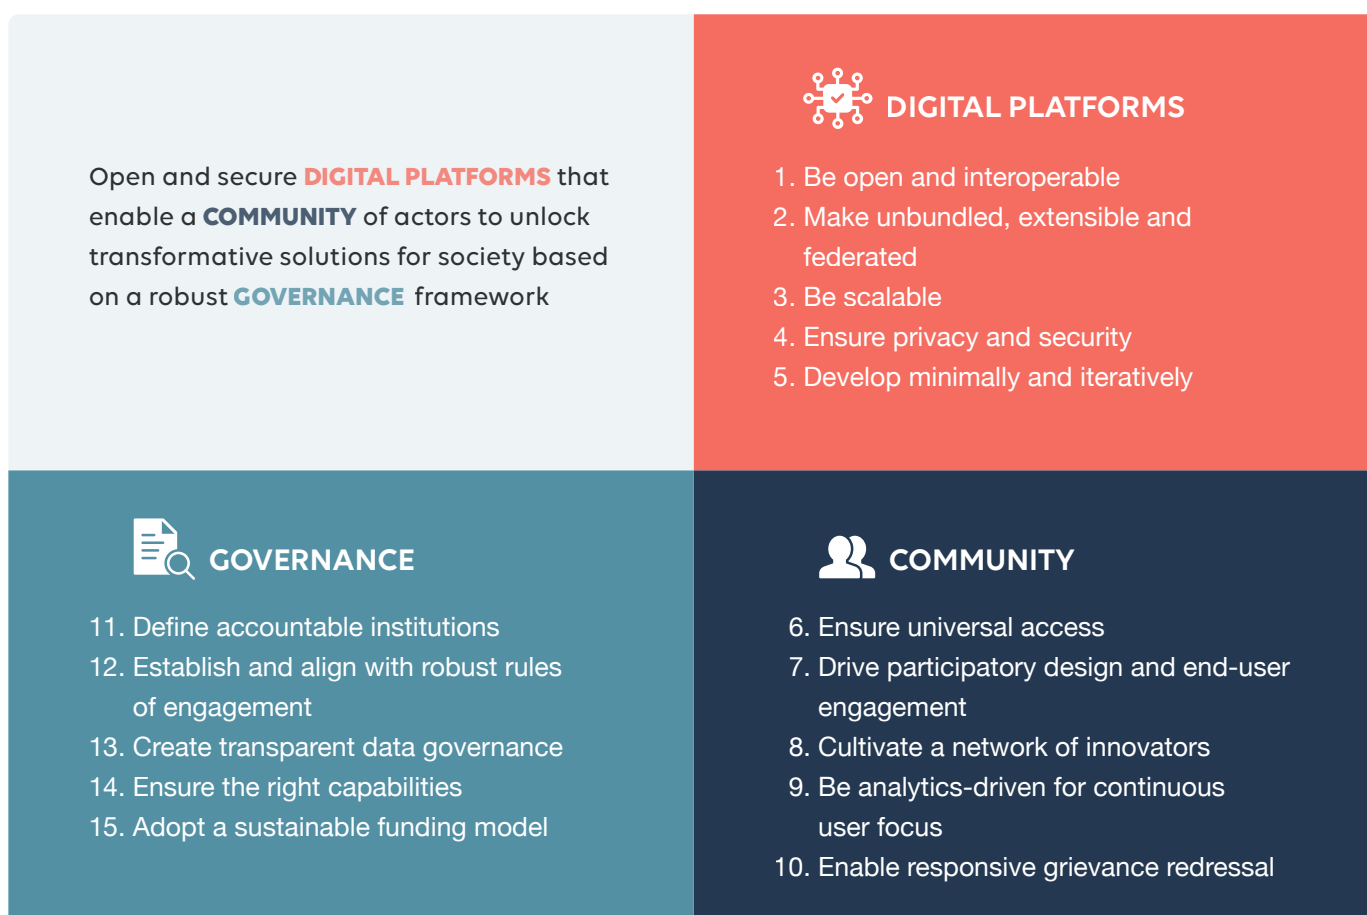 Open and secure DIGITAL PLATFORMS that
enable a COMMUNITY of actors to unlock
transformative solutions for society based
on a robust GOVERNANCE framework
DIGITAL PLATFORMS
1. Be open and interoperable
2. Make unbundled, extensible and
federated
3. Be scalable
4. Ensure privacy and security
5. Develop minimally and iteratively
GOVERNANCE
11. Define accountable institutions
12. Establish and align with robust rules
of engagement
13. Create transparent data governance
14. Ensure the right capabilities
15. Adopt a sustainable funding model
COMMUNITY
6. Ensure universal access
7. Drive participatory design and end-user
engagement
8. Cultivate a network of innovators
9. Be analytics-driven for continuous
user focus
10. Enable responsive grievance redressal